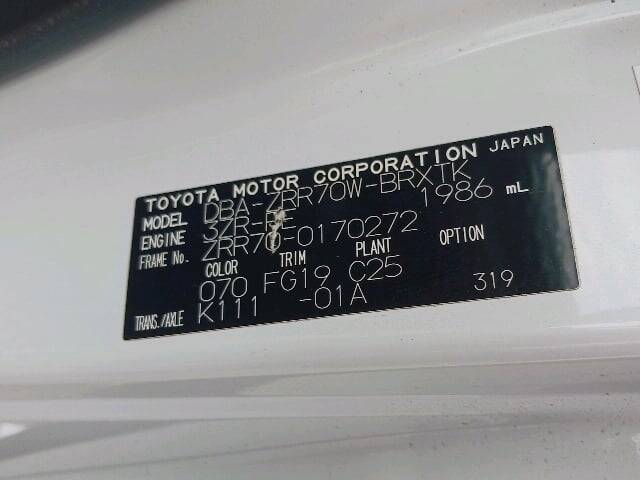 TOYOTA MOTOR CORPORATION JAPAN
MODEL DBA-ZRR70W-BRXTK
ENGINE 3ZR-FE 1986 mL
FRAME No. ZRR70-0170272
COLOR TRIM PLANT OPTION
070 FG19 C25
TRANS./AXLE K111 -01A 319